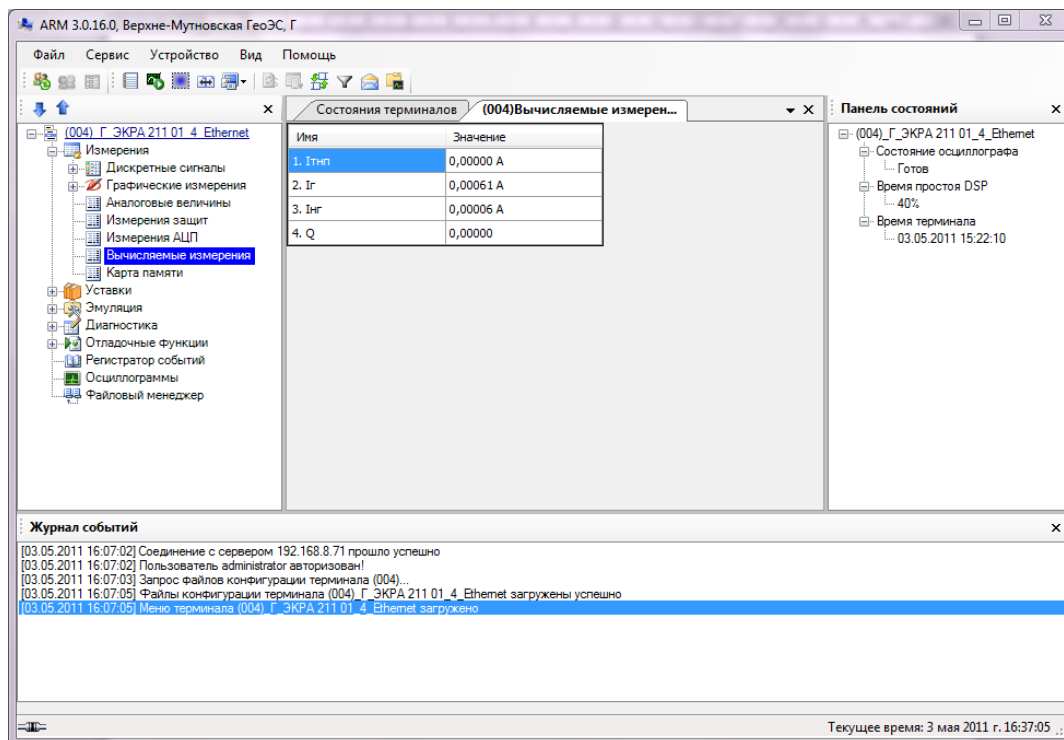 ARM 3.0.16.0, Верхне-Мутновская ГеоЭС, Г
Файл Сервис Устройство Вид Помощь
(004)_Г_ЭКРА 211 01_4_Ethernet
Измерения
Дискретные сигналы
Графические измерения
Аналоговые величины
Измерения защит
Измерения АЦП
Вычисляемые измерения
Карта памяти
Уставки
Эмуляция
Диагностика
Отладочные функции
Регистратор событий
Осциллограммы
Файловый менеджер
Состояния терминалов (004)Вычисляемые измерен...
Имя Значение
1. Iтнп 0,00000 А
2. Iг 0,00061 А
3. Iнг 0,00006 А
4. Q 0,00000
Панель состояний
(004)_Г_ЭКРА 211 01_4_Ethernet
Состояние осциллографа
Готов
Время простоя DSP
40%
Время терминала
03.05.2011 15:22:10
Журнал событий
[03.05.2011 16:07:02] Соединение с сервером 192.168.8.71 прошло успешно
[03.05.2011 16:07:02] Пользователь administrator авторизован!
[03.05.2011 16:07:03] Запрос файлов конфигурации терминала (004)...
[03.05.2011 16:07:05] Файлы конфигурации терминала (004)_Г_ЭКРА 211 01_4_Ethernet загружены успешно
[03.05.2011 16:07:05] Меню терминала (004)_Г_ЭКРА 211 01_4_Ethernet загружено
Текущее время: 3 мая 2011 г. 16:37:05